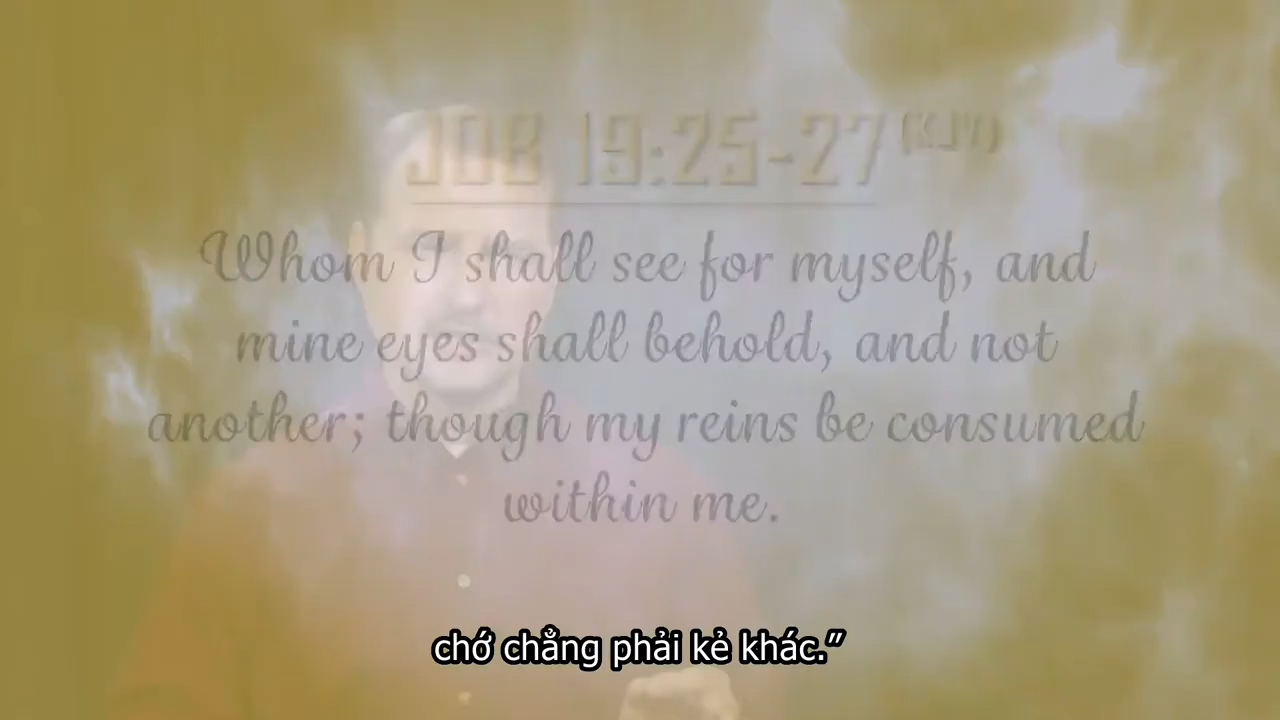 JOB 19:25-27 (KJV)
Whom I shall see for myself, and
mine eyes shall behold, and not
another; though my reins be consumed
within me.
chớ chẳng phải kẻ khác.”